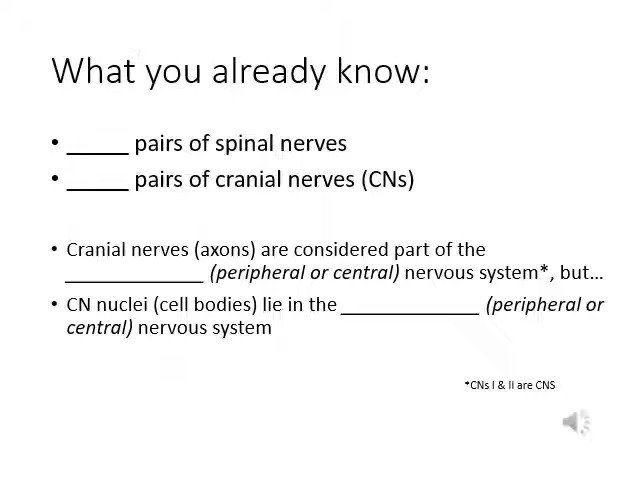 What you already know:
• _____ pairs of spinal nerves
• _____ pairs of cranial nerves (CNs)
• Cranial nerves (axons) are considered part of the
_____________ (peripheral or central) nervous system*, but…
• CN nuclei (cell bodies) lie in the _____________ (peripheral or
central) nervous system
*CNs I & II are CNS